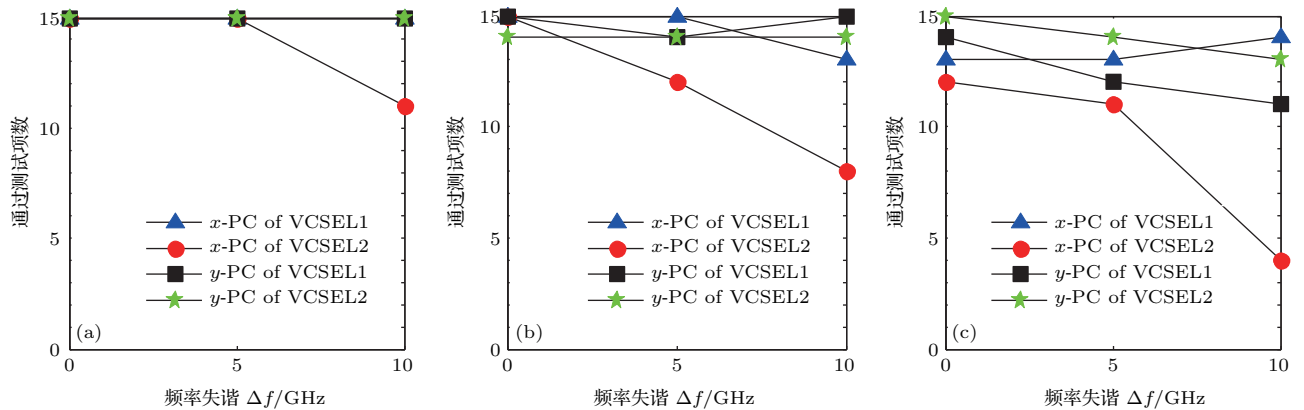 15
10
5
0
通过测试项数
x-PC of VCSEL1
x-PC of VCSEL2
y-PC of VCSEL1
y-PC of VCSEL2
(a)
0 5 10
频率失谐 Δf/GHz
15
10
5
0
通过测试项数
x-PC of VCSEL1
x-PC of VCSEL2
y-PC of VCSEL1
y-PC of VCSEL2
(b)
0 5 10
频率失谐 Δf/GHz
15
10
5
0
通过测试项数
x-PC of VCSEL1
x-PC of VCSEL2
y-PC of VCSEL1
y-PC of VCSEL2
(c)
0 5 10
频率失谐 Δf/GHz